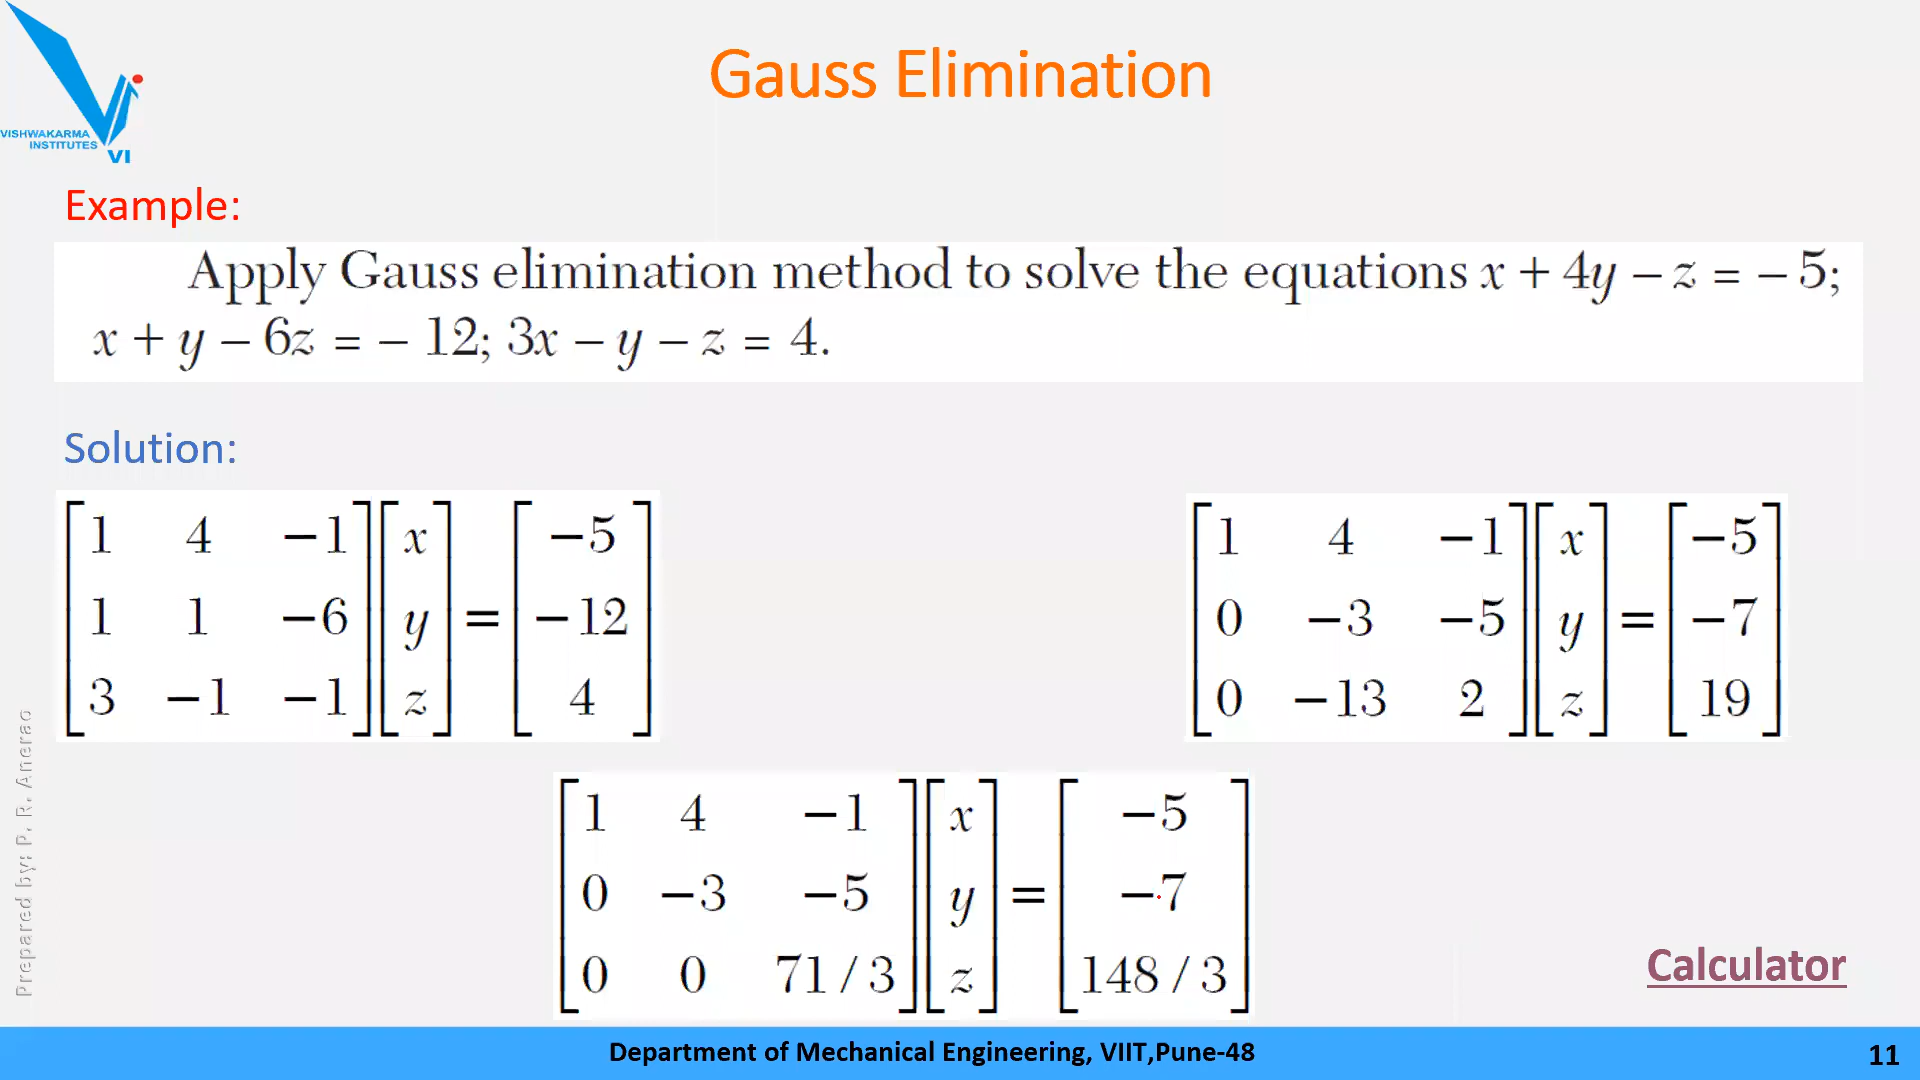 VISHWAKARMA
INSTITUTES
VI
Gauss Elimination
Example:
Apply Gauss elimination method to solve the equations x + 4y – z = – 5;
x + y – 6z = – 12; 3x – y – z = 4.
Solution:
[1 4 −1] [x] = [−5]
[1 1 −6] [y] = [−12]
[3 −1 −1] [z] = [4]
[1 4 −1] [x] = [−5]
[0 −3 −5] [y] = [−7]
[0 −13 2] [z] = [19]
[1 4 −1] [x] = [−5]
[0 −3 −5] [y] = [−7]
[0 0 71/3] [z] = [148/3]
Prepared by: P. R. Anerao
Calculator
Department of Mechanical Engineering, VIIT,Pune-48
11